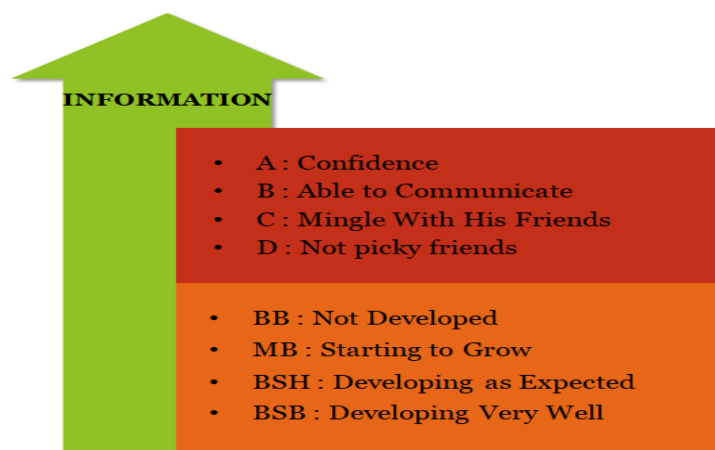 INFORMATION
• A : Confidence
• B : Able to Communicate
• C : Mingle With His Friends
• D : Not picky friends
• BB : Not Developed
• MB : Starting to Grow
• BSH : Developing as Expected
• BSB : Developing Very Well